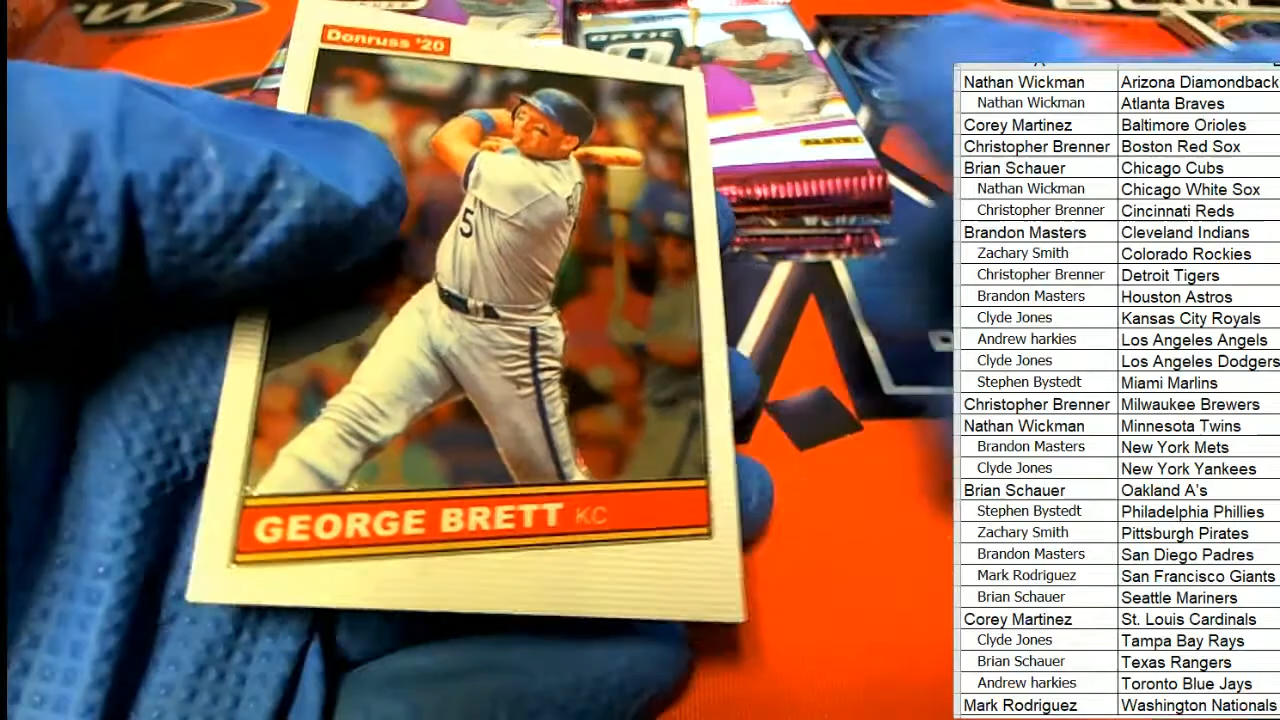 Donruss '20
OPTIC
5
PANINI
GEORGE BRETT KC
Nathan Wickman Arizona Diamondback
Nathan Wickman Atlanta Braves
Corey Martinez Baltimore Orioles
Christopher Brenner Boston Red Sox
Brian Schauer Chicago Cubs
Nathan Wickman Chicago White Sox
Christopher Brenner Cincinnati Reds
Brandon Masters Cleveland Indians
Zachary Smith Colorado Rockies
Christopher Brenner Detroit Tigers
Brandon Masters Houston Astros
Clyde Jones Kansas City Royals
Andrew harkies Los Angeles Angels
Clyde Jones Los Angeles Dodgers
Stephen Bystedt Miami Marlins
Christopher Brenner Milwaukee Brewers
Nathan Wickman Minnesota Twins
Brandon Masters New York Mets
Clyde Jones New York Yankees
Brian Schauer Oakland A's
Stephen Bystedt Philadelphia Phillies
Zachary Smith Pittsburgh Pirates
Brandon Masters San Diego Padres
Mark Rodriguez San Francisco Giants
Brian Schauer Seattle Mariners
Corey Martinez St. Louis Cardinals
Clyde Jones Tampa Bay Rays
Brian Schauer Texas Rangers
Andrew harkies Toronto Blue Jays
Mark Rodriguez Washington Nationals